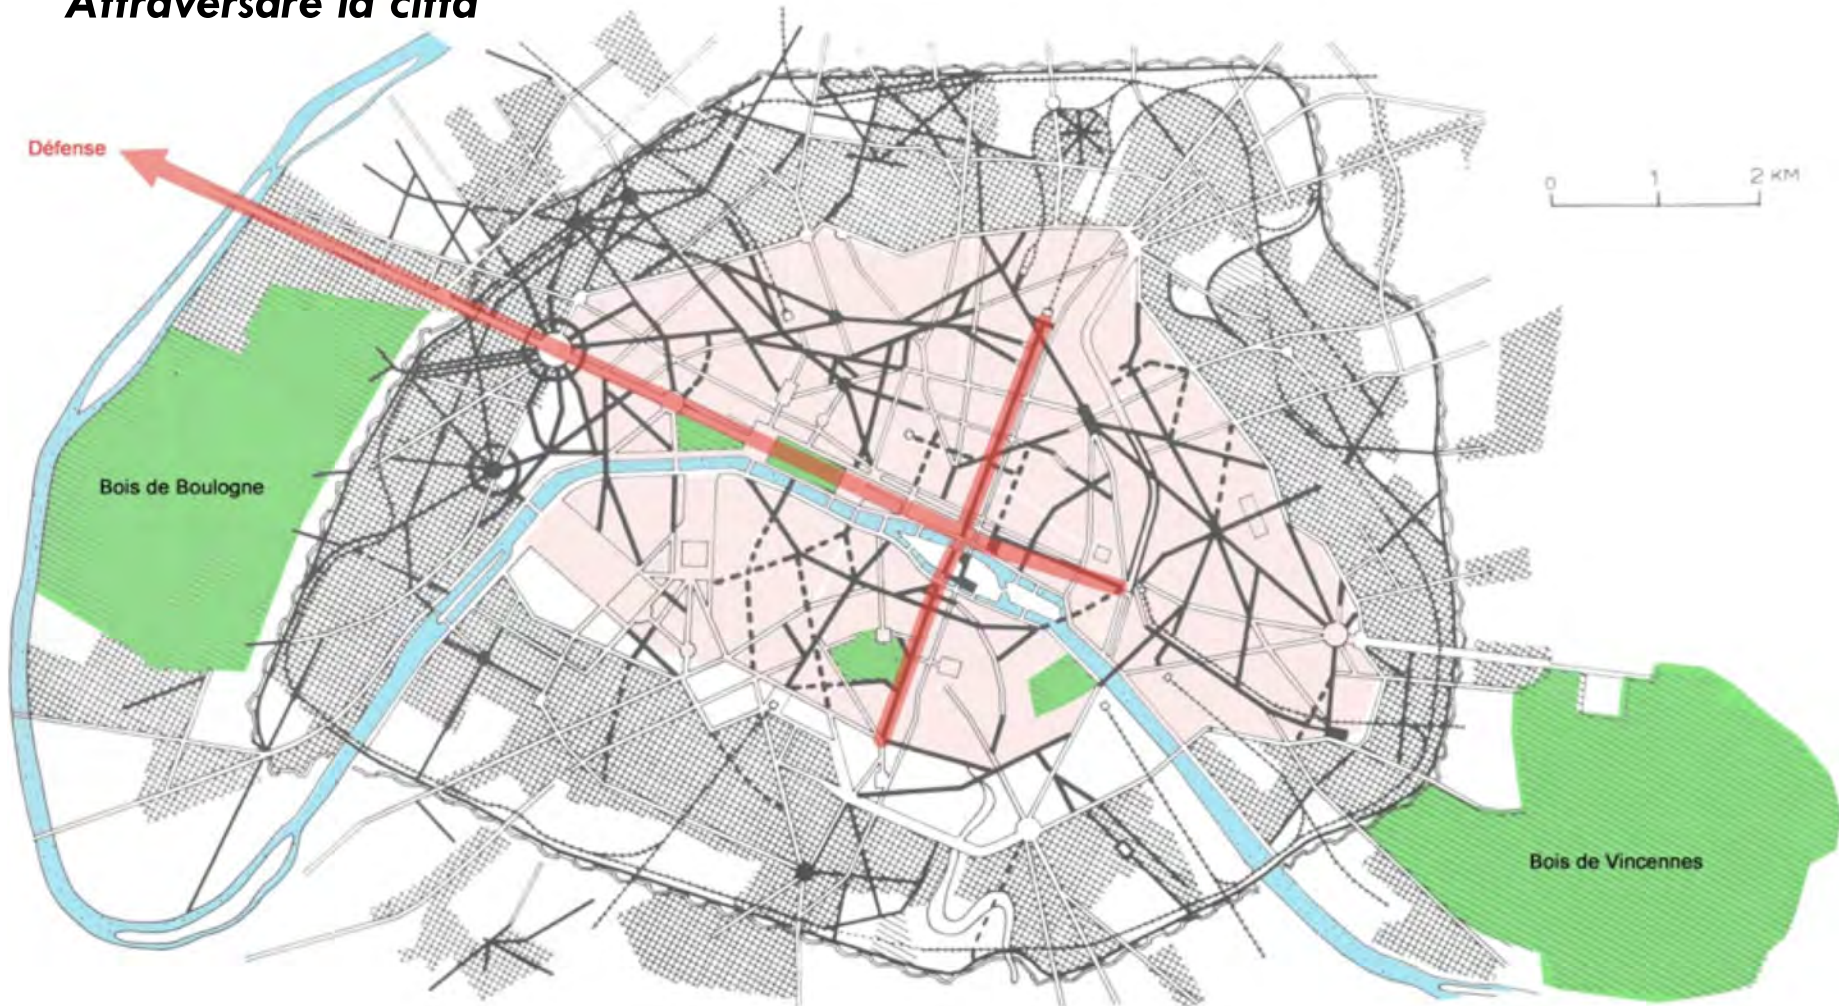 Attraversare la città
Défense
0 1 2 KM
Bois de Boulogne
Bois de Vincennes